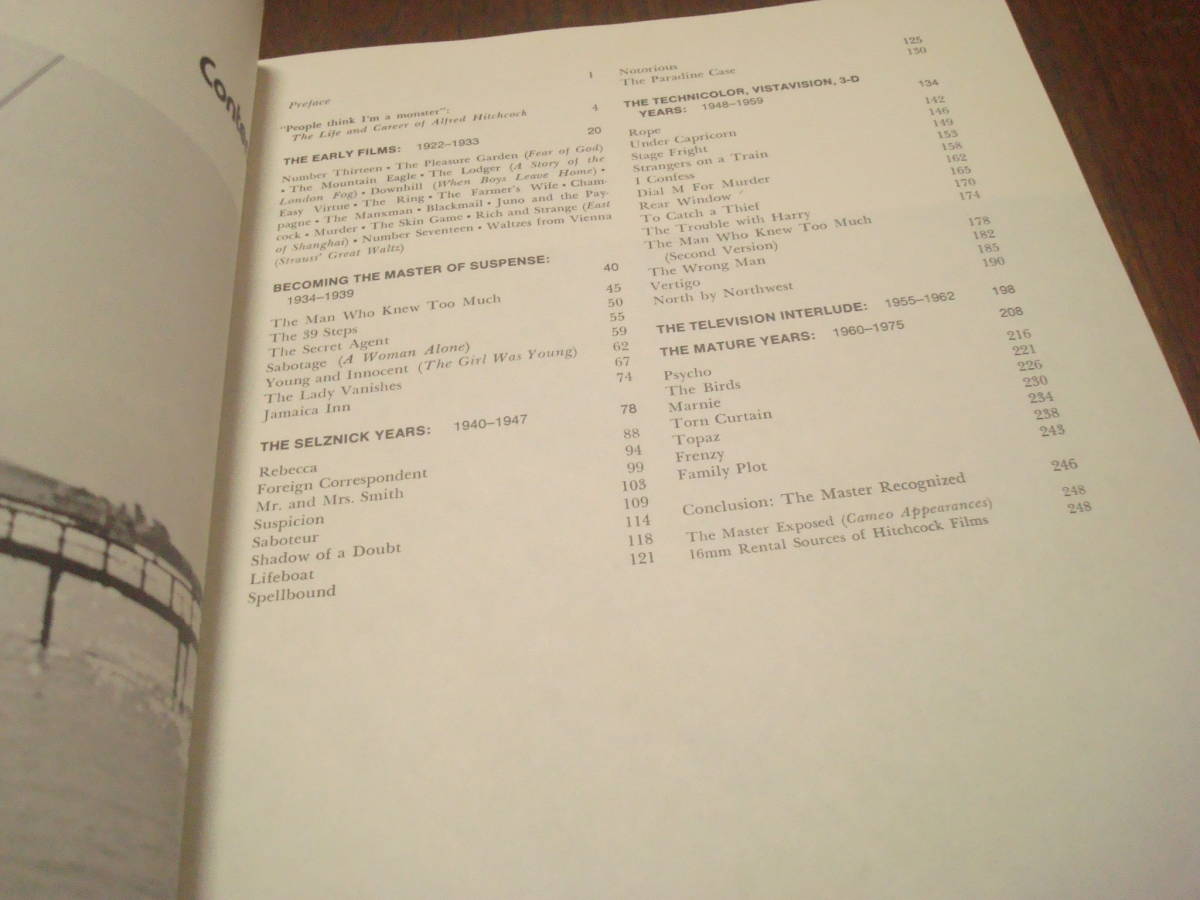 Conte
Preface 1
"People think I'm a monster":
The Life and Career of Alfred Hitchcock 4
THE EARLY FILMS: 1922–1933 20
Number Thirteen • The Pleasure Garden (Fear of God)
• The Mountain Eagle • The Lodger (A Story of the
London Fog) • Downhill (When Boys Leave Home) •
Easy Virtue • The Ring • The Farmer's Wife • Cham-
pagne • The Manxman • Blackmail • Juno and the Pay-
cock • Murder • The Skin Game • Rich and Strange (East
of Shanghai) • Number Seventeen • Waltzes from Vienna
(Strauss' Great Waltz)
BECOMING THE MASTER OF SUSPENSE:
1934–1939 40
The Man Who Knew Too Much 45
The 39 Steps 50
The Secret Agent 55
Sabotage (A Woman Alone) 59
Young and Innocent (The Girl Was Young) 62
The Lady Vanishes 67
Jamaica Inn 74
THE SELZNICK YEARS: 1940–1947 78
Rebecca 88
Foreign Correspondent 94
Mr. and Mrs. Smith 99
Suspicion 103
Saboteur 109
Shadow of a Doubt 114
Lifeboat 118
Spellbound 121
Notorious 125
The Paradine Case 130
THE TECHNICOLOR, VISTAVISION, 3-D
YEARS: 1948–1959 134
Rope 142
Under Capricorn 146
Stage Fright 149
Strangers on a Train 153
I Confess 158
Dial M For Murder 162
Rear Window 165
To Catch a Thief 170
The Trouble with Harry 174
The Man Who Knew Too Much
(Second Version) 178
The Wrong Man 182
Vertigo 185
North by Northwest 190
THE TELEVISION INTERLUDE: 1955–1962 198
THE MATURE YEARS: 1960–1975 208
Psycho 216
The Birds 221
Marnie 226
Torn Curtain 230
Topaz 234
Frenzy 238
Family Plot 243
Conclusion: The Master Recognized 246
The Master Exposed (Cameo Appearances) 248
16mm Rental Sources of Hitchcock Films 248